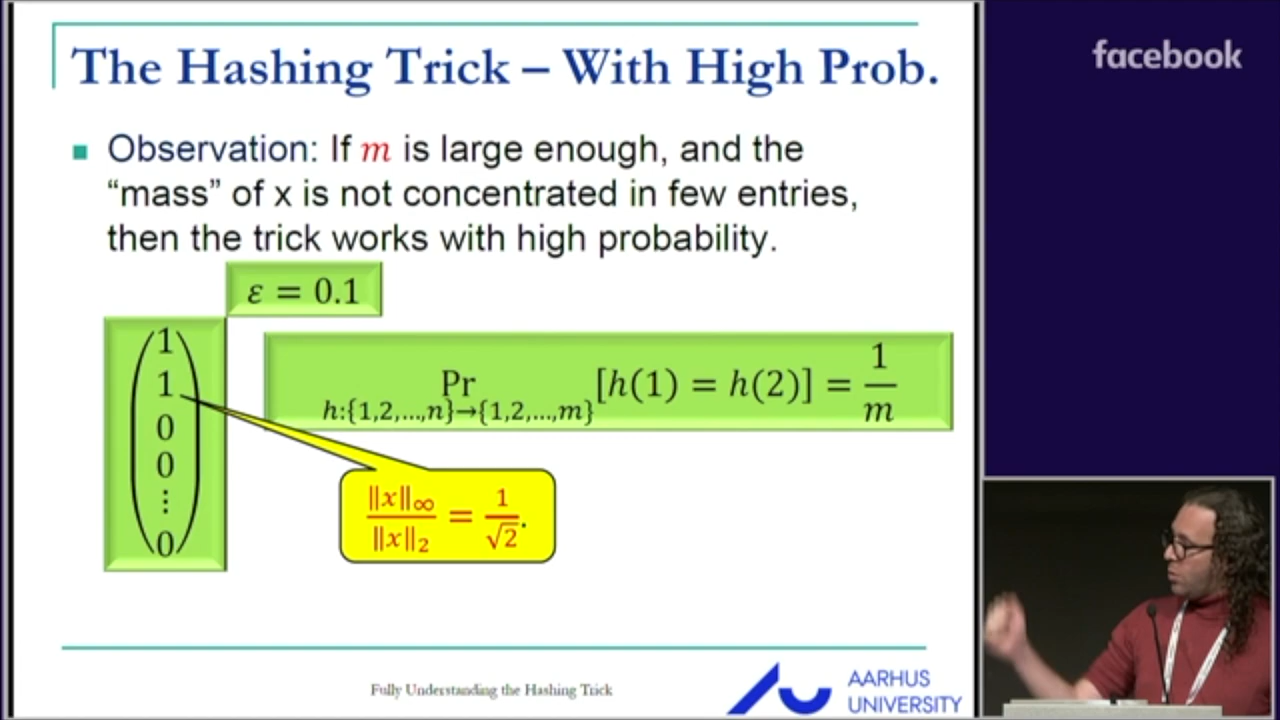 The Hashing Trick – With High Prob.
facebook
Observation: If m is large enough, and the
“mass” of x is not concentrated in few entries,
then the trick works with high probability.
ε = 0.1
1
1
0
0
⋮
0
Pr [h(1) = h(2)] = 1/m
h:{1,2,…,n}→{1,2,…,m}
‖x‖∞/‖x‖2 = 1/√2.
Fully Understanding the Hashing Trick
AARHUS
UNIVERSITY